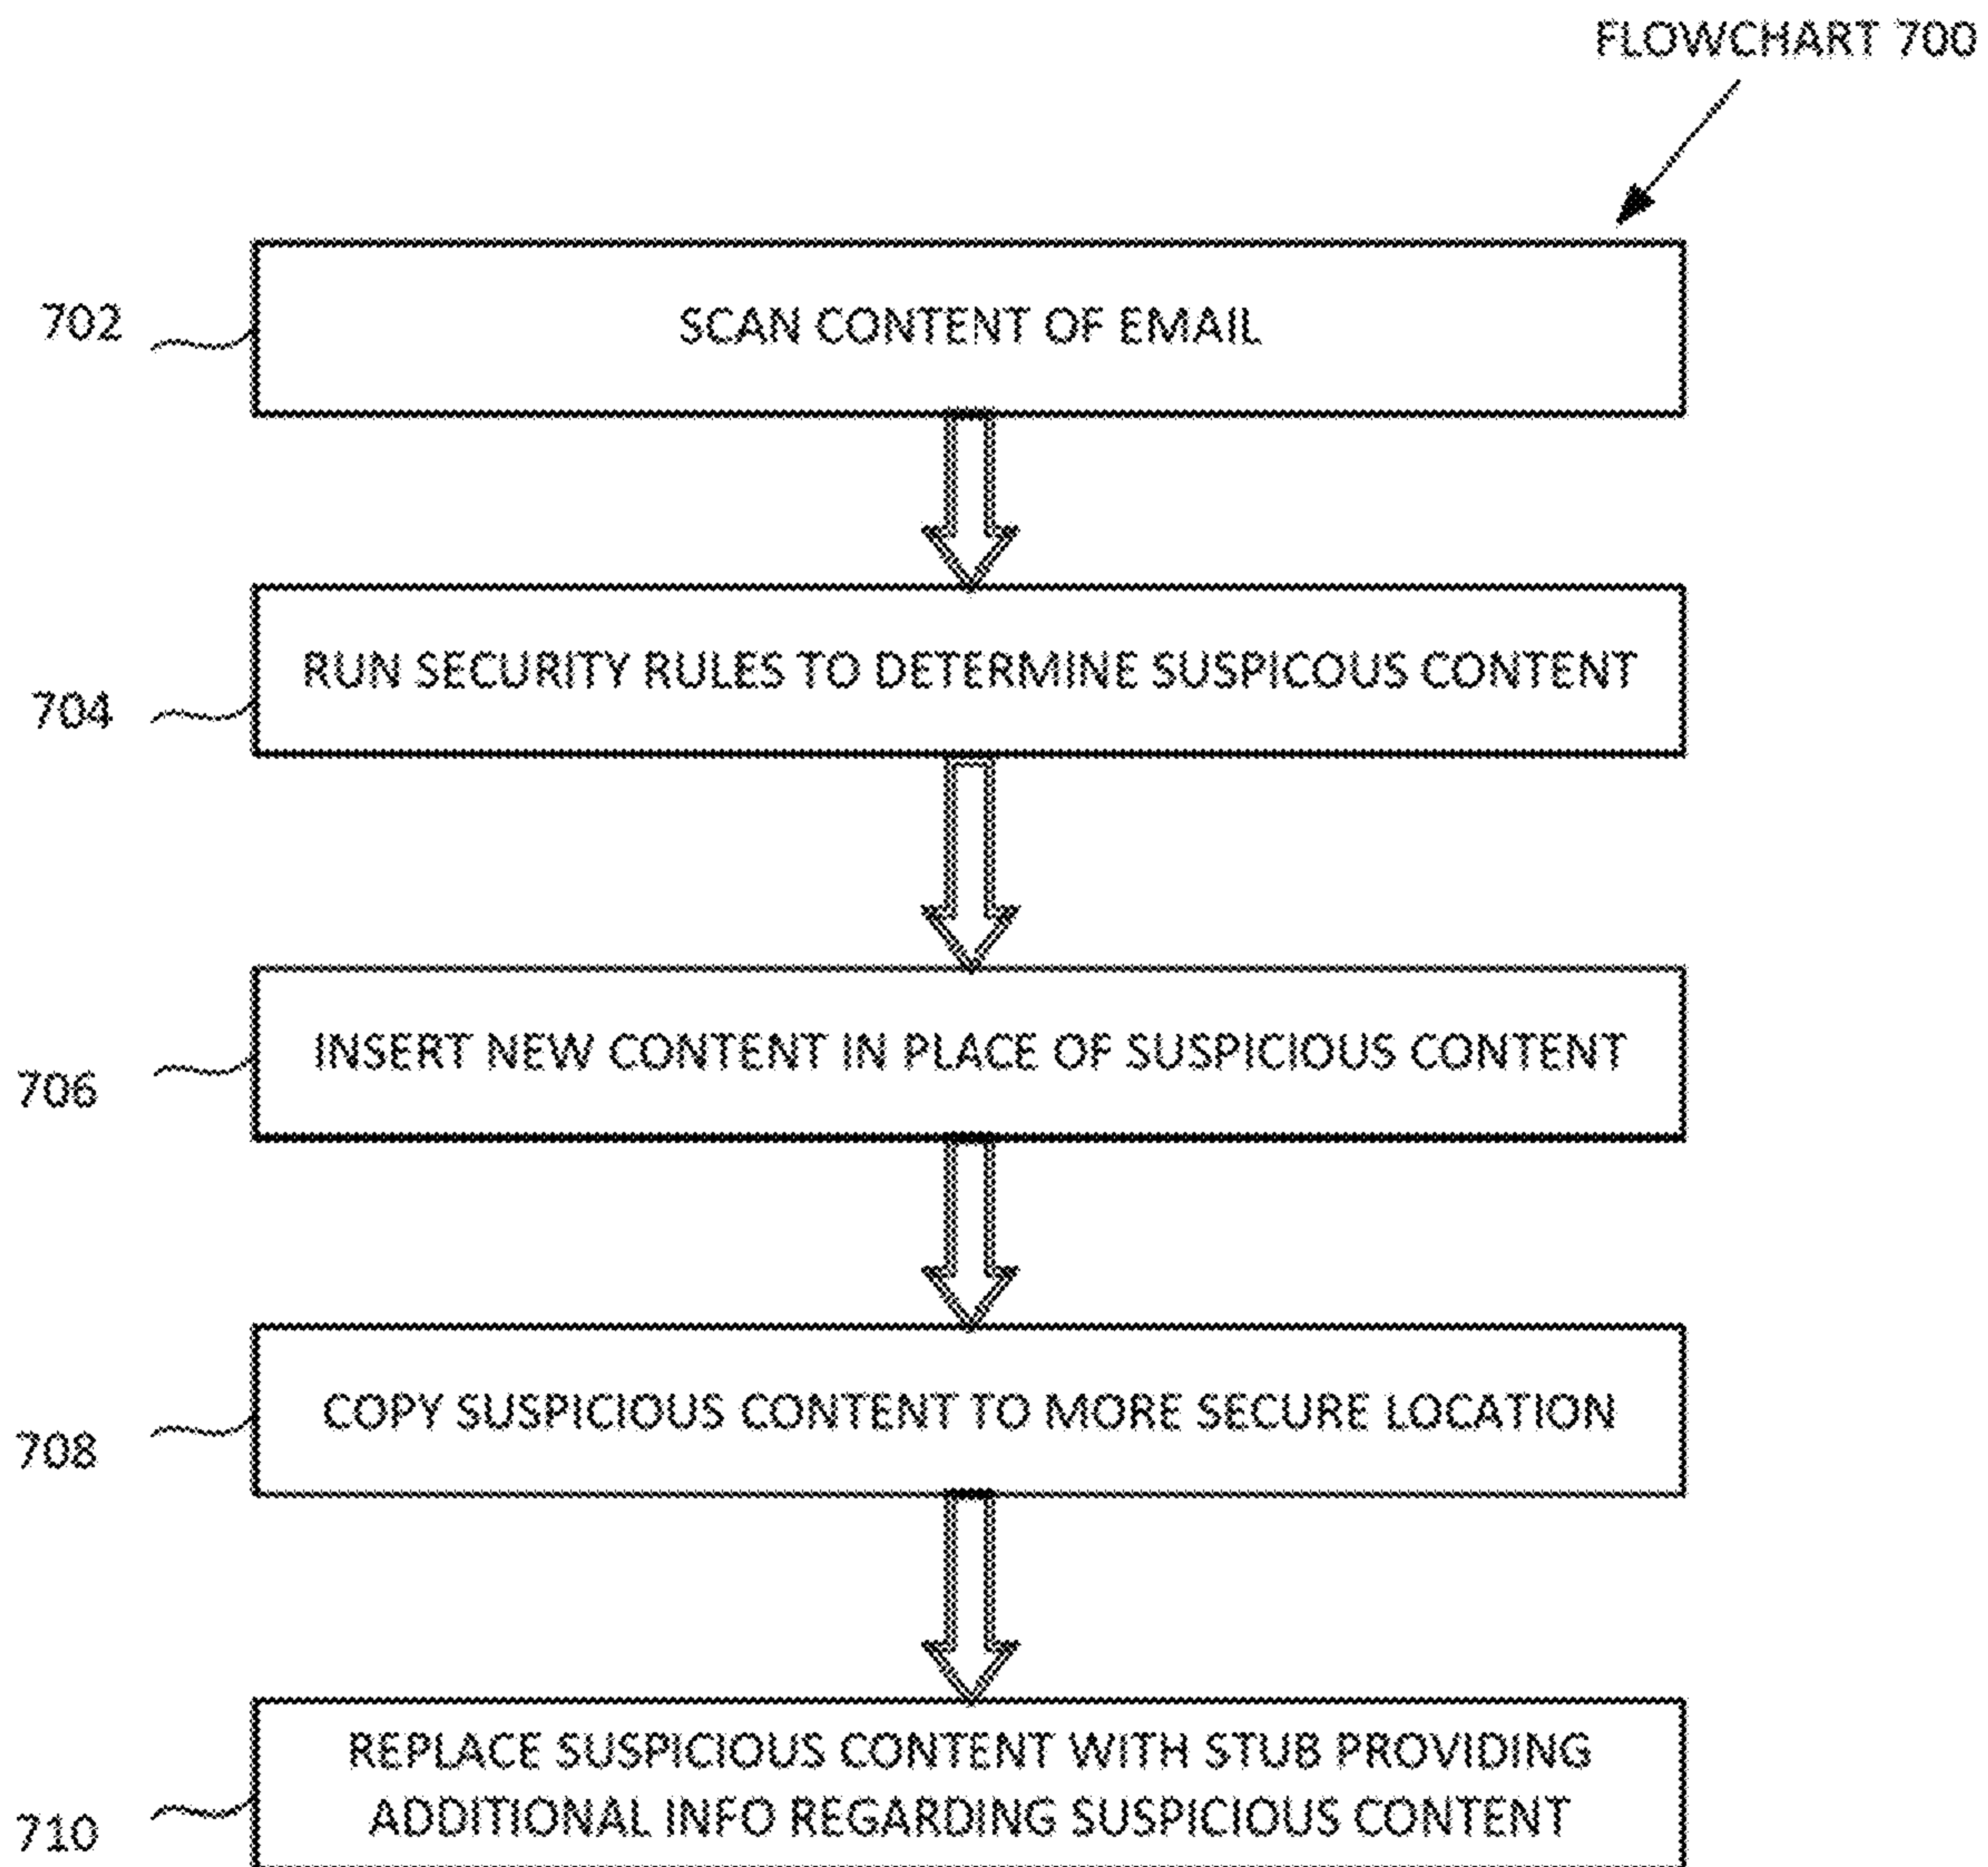 FLOWCHART 700
702
SCAN CONTENT OF EMAIL
704
RUN SECURITY RULES TO DETERMINE SUSPICOUS CONTENT
706
INSERT NEW CONTENT IN PLACE OF SUSPICIOUS CONTENT
708
COPY SUSPICIOUS CONTENT TO MORE SECURE LOCATION
710
REPLACE SUSPICIOUS CONTENT WITH STUB PROVIDING
ADDITIONAL INFO REGARDING SUSPICIOUS CONTENT